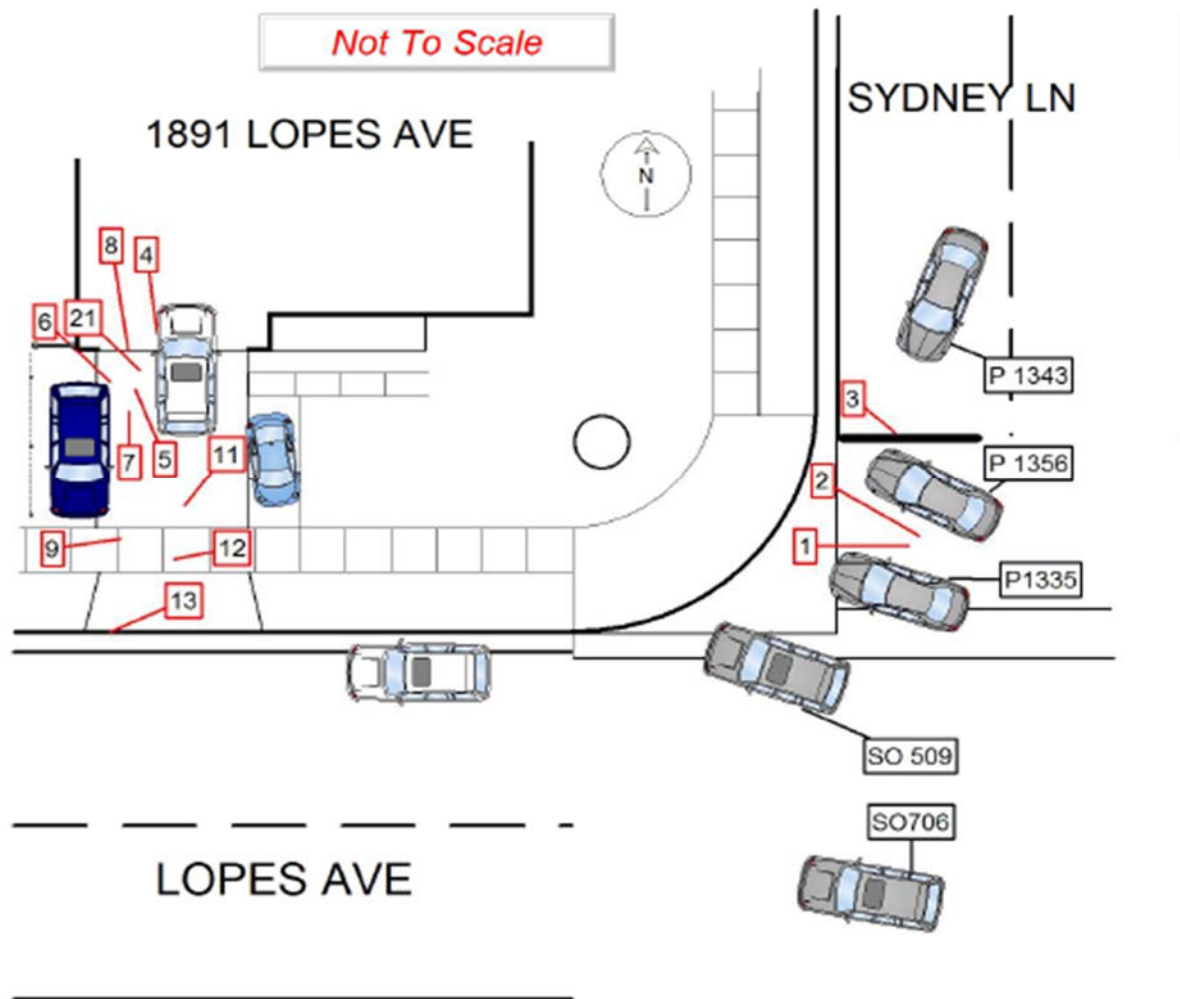 Not To Scale
SYDNEY LN
1891 LOPES AVE
N
8
4
6
21
P 1343
3
7
5
11
P 1356
2
9
12
1
P1335
13
SO 509
SO706
LOPES AVE